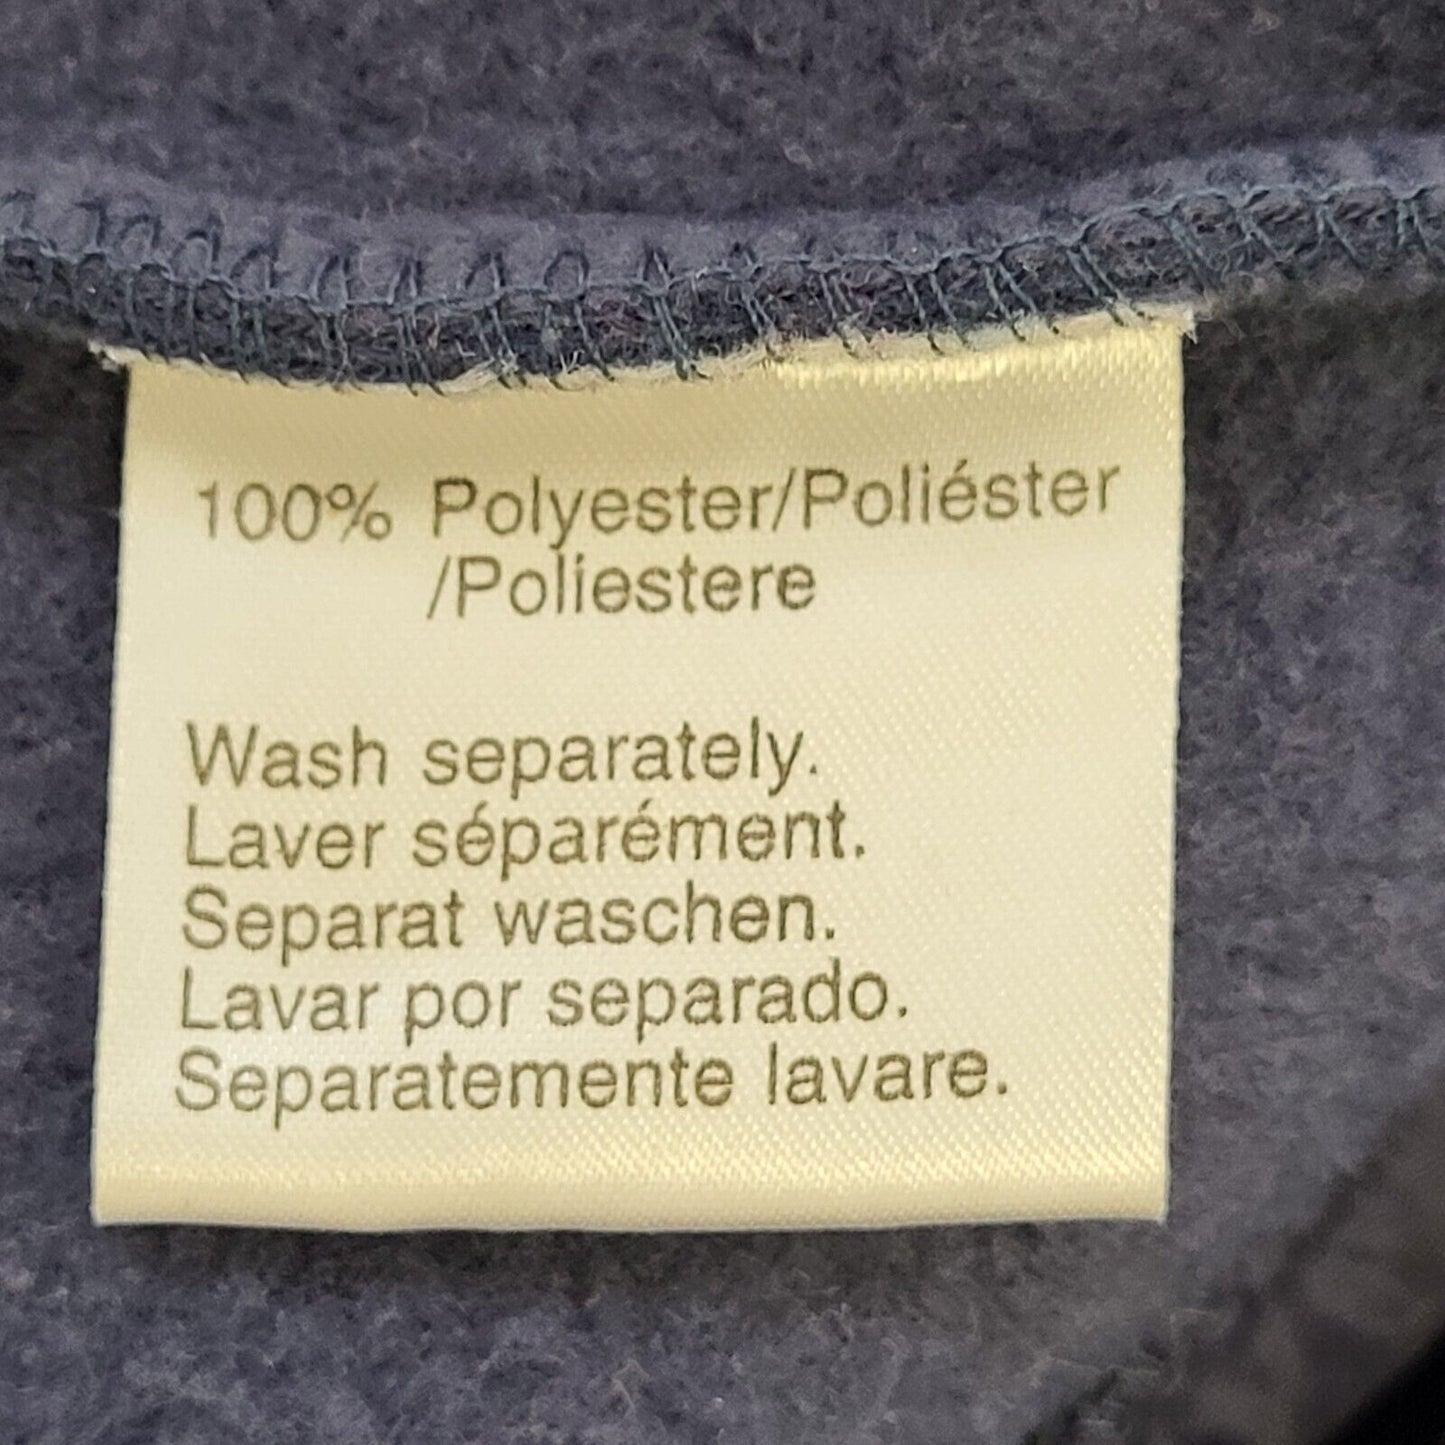 100% Polyester/Poliéster
/Poliestere
Wash separately.
Laver séparément.
Separat waschen.
Lavar por separado.
Separatemente lavare.